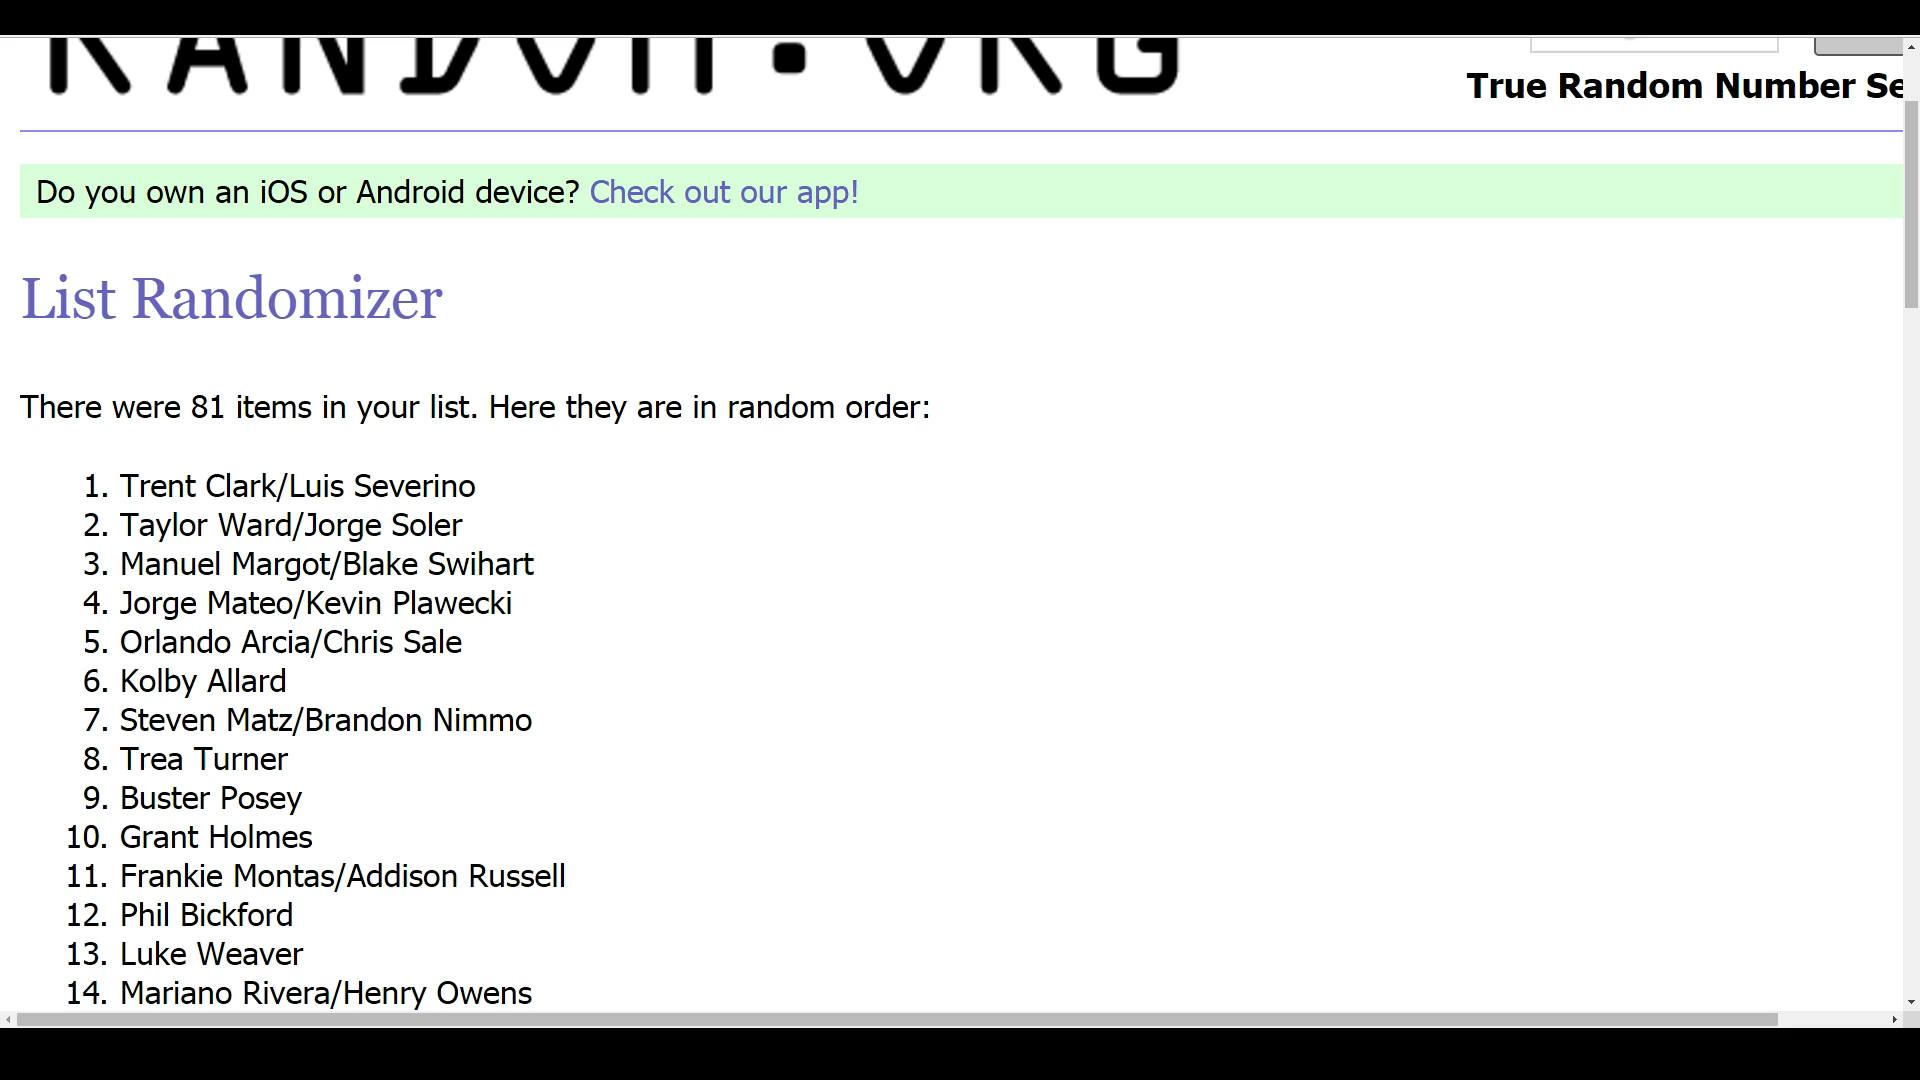 RANDOM.ORG
True Random Number Se
Do you own an iOS or Android device? Check out our app!
List Randomizer
There were 81 items in your list. Here they are in random order:
1. Trent Clark/Luis Severino
2. Taylor Ward/Jorge Soler
3. Manuel Margot/Blake Swihart
4. Jorge Mateo/Kevin Plawecki
5. Orlando Arcia/Chris Sale
6. Kolby Allard
7. Steven Matz/Brandon Nimmo
8. Trea Turner
9. Buster Posey
10. Grant Holmes
11. Frankie Montas/Addison Russell
12. Phil Bickford
13. Luke Weaver
14. Mariano Rivera/Henry Owens